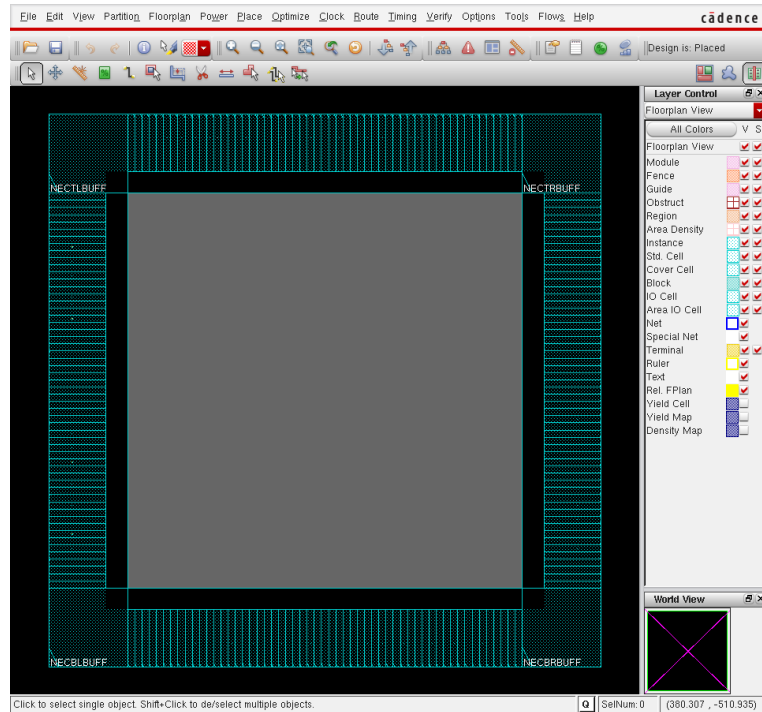 File Edit View Partition Floorplan Power Place Optimize Clock Route Timing Verify Options Tools Flows Help
cādence
Design is: Placed
Layer Control
Floorplan View
All Colors V S
Floorplan View
Module
Fence
Guide
Obstruct
Region
Area Density
Instance
Std. Cell
Cover Cell
Block
IO Cell
Area IO Cell
Net
Special Net
Terminal
Ruler
Text
Rel. FPlan
Yield Cell
Yield Map
Density Map
NECTLBUFF NECTRBUFF
NECBLBUFF NECBRBUFF
World View
Click to select single object. Shift+Click to de/select multiple objects. Q SelNum:0 (380.307 , -510.935)